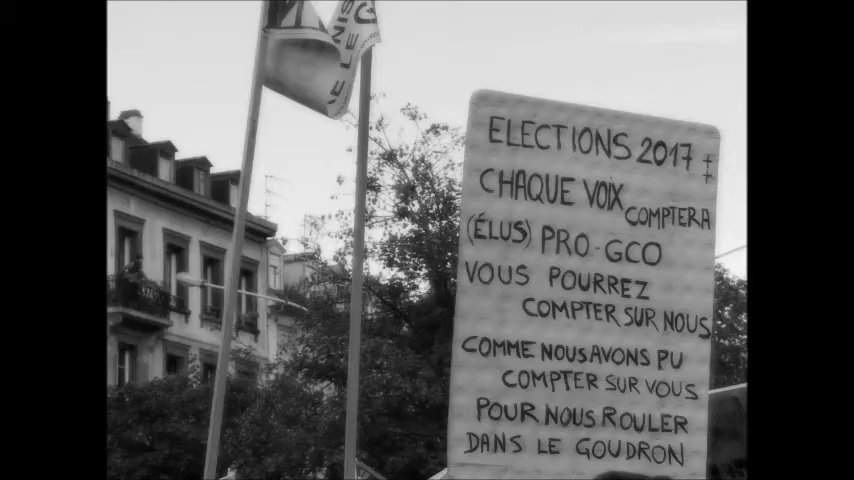 ELECTIONS 2017 ‡
CHAQUE VOIX
COMPTERA
(ÉLUS) PRO-GCO
VOUS POURREZ
COMPTER SUR NOUS
COMME NOUS AVONS PU
COMPTER SUR VOUS
POUR NOUS ROULER
DANS LE GOUDRON